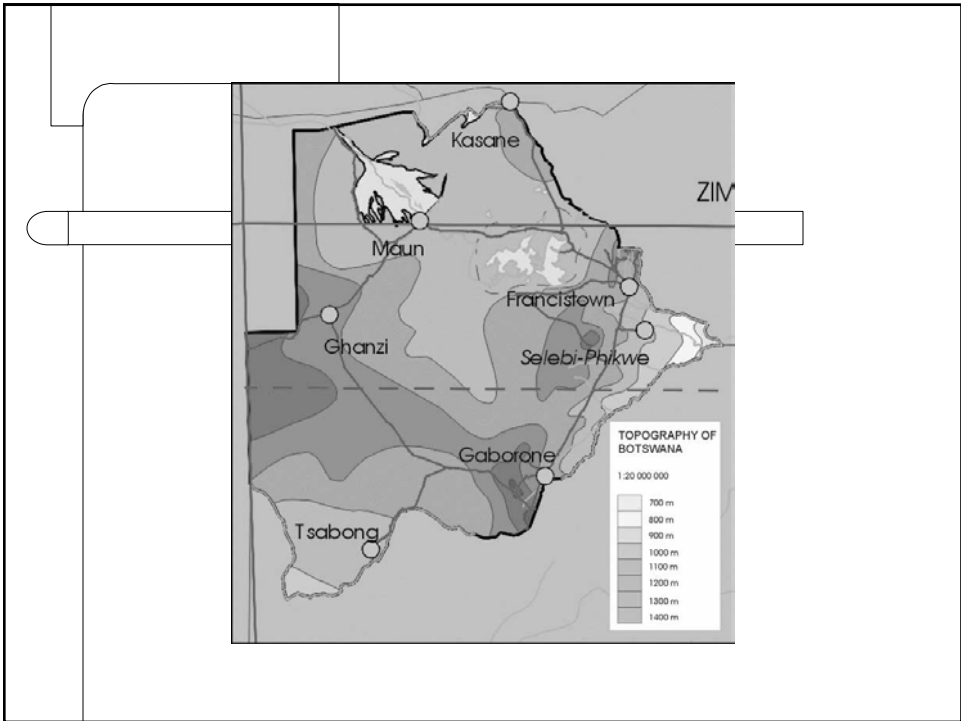 Kasane
ZIM
Maun
Francistown
Ghanzi
Selebi-Phikwe
TOPOGRAPHY OF
BOTSWANA
Gaborone
1:20 000 000
700 m
800 m
Tsabong
900 m
1000 m
1100 m
1200 m
1300 m
1400 m